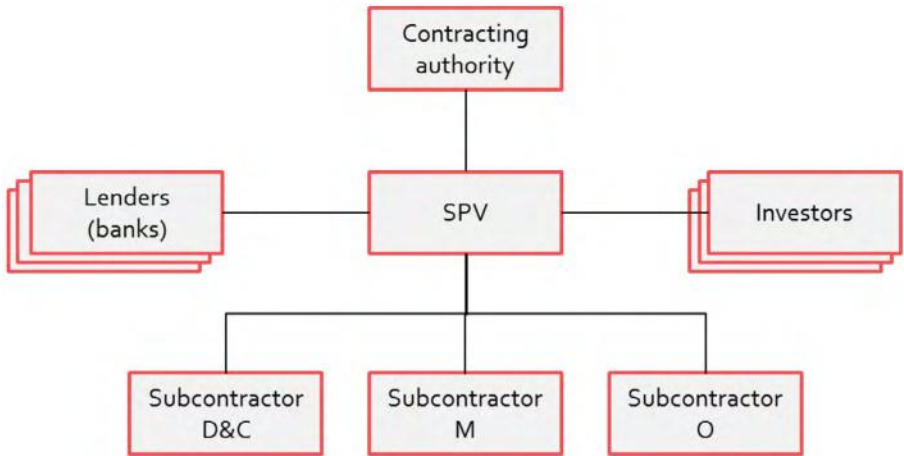 Contracting
authority
Lenders
(banks)
SPV
Investors
Subcontractor
D&C
Subcontractor
M
Subcontractor
O